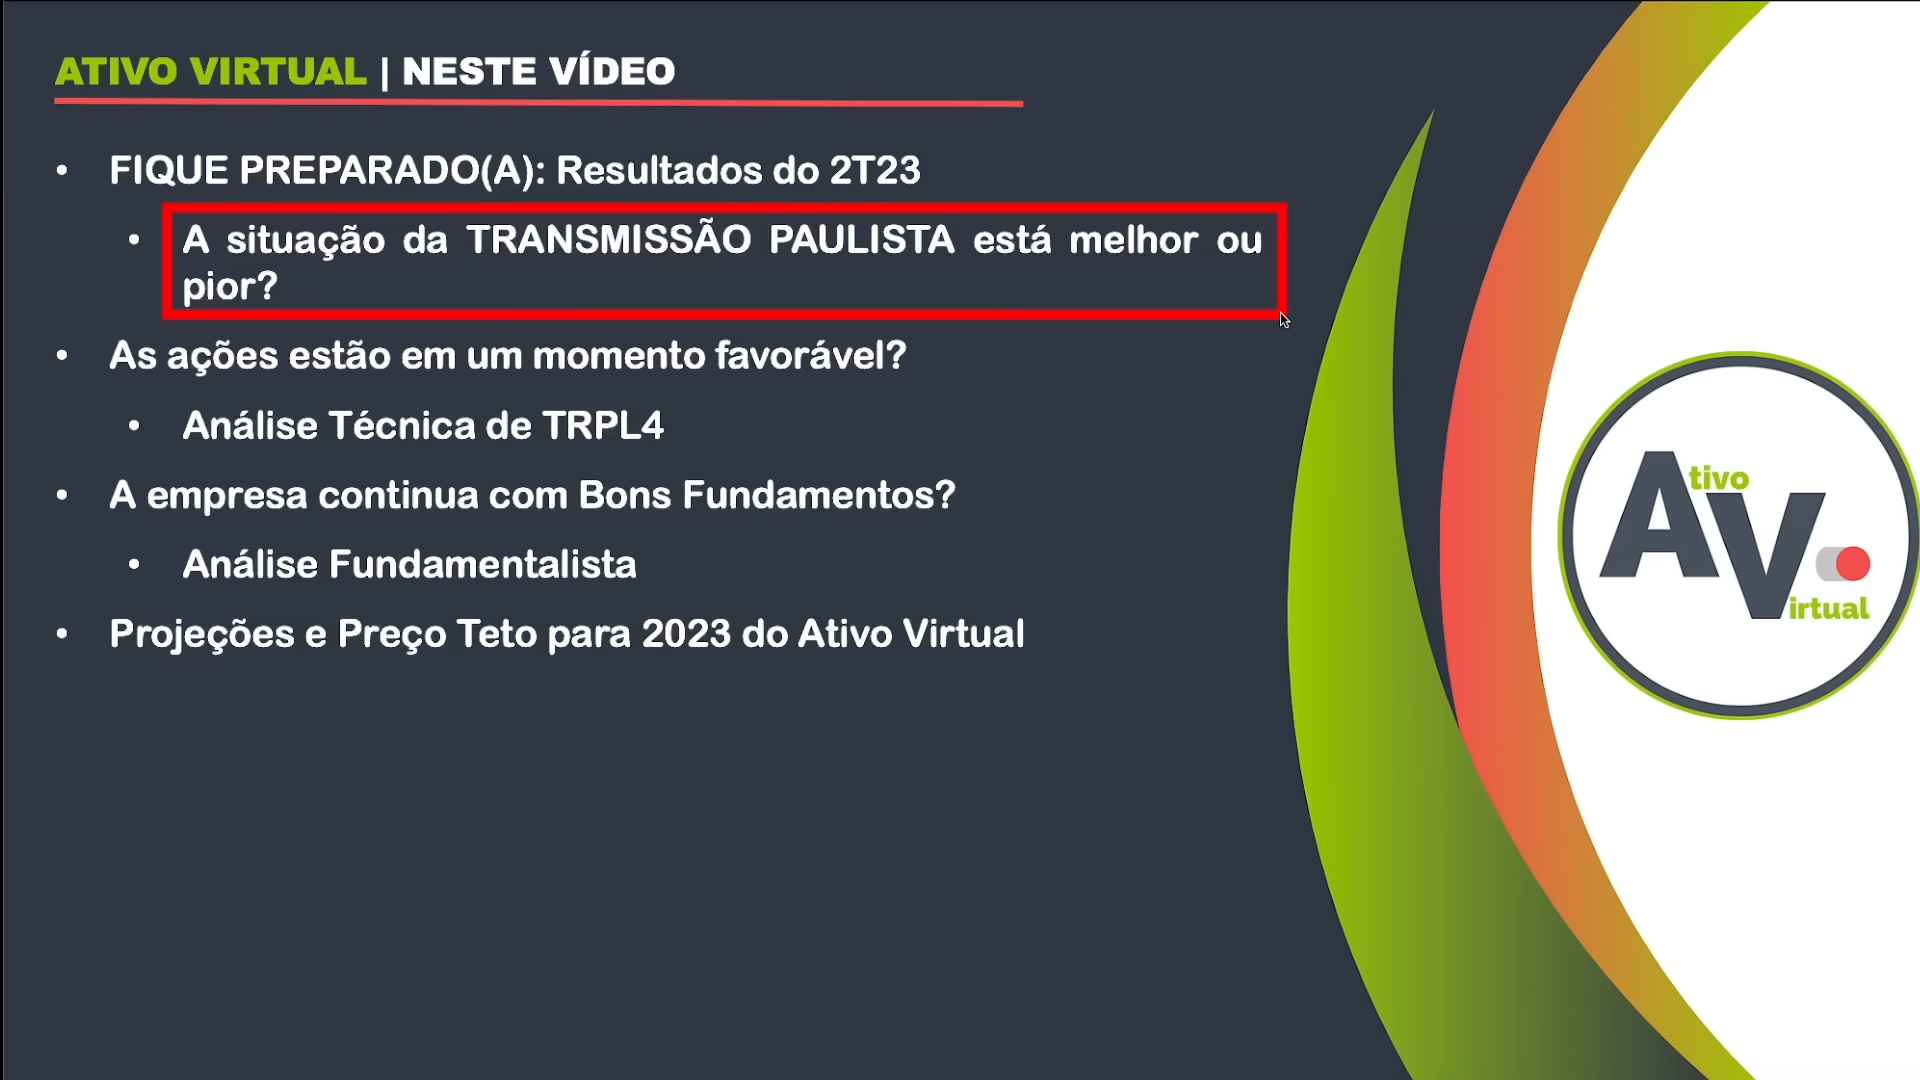 ATIVO VIRTUAL | NESTE VÍDEO
• FIQUE PREPARADO(A): Resultados do 2T23
• A situação da TRANSMISSÃO PAULISTA está melhor ou
pior?
• As ações estão em um momento favorável?
• Análise Técnica de TRPL4
• A empresa continua com Bons Fundamentos?
• Análise Fundamentalista
• Projeções e Preço Teto para 2023 do Ativo Virtual
Ativo
Virtual